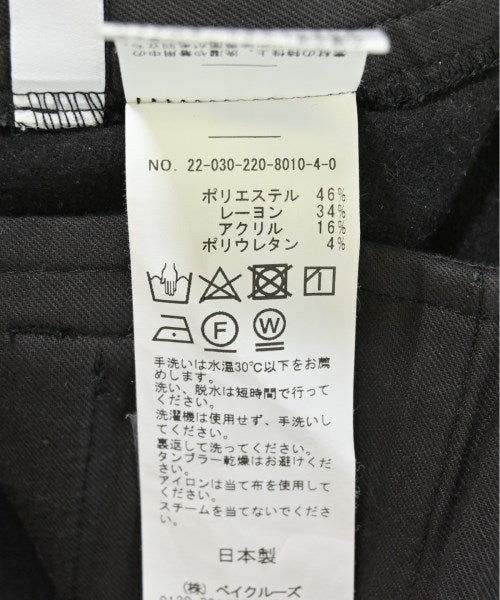 NO. 22-030-220-8010-4-0
ポリエステル 46%
レーヨン 34%
アクリル 16%
ポリウレタン 4%
F W
手洗いは水温30℃以下をお薦
めします。
洗い、脱水は短時間で行って
ください。
洗濯機は使用せず、手洗いし
てください。
裏返して洗ってください。
タンブラー乾燥はお避けくだ
さい。
アイロンは当て布を使用して
ください。
スチームを当てないでくださ
い。
日本製
(株) ベイクルーズ